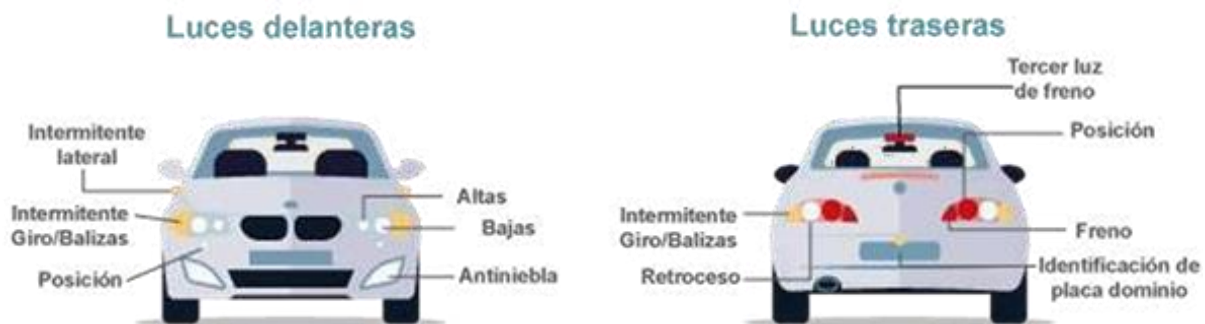 Luces delanteras
Intermitente
lateral
Intermitente
Giro/Balizas
Posición
Altas
Bajas
Antiniebla
Luces traseras
Tercer luz
de freno
Posición
Intermitente
Giro/Balizas
Retroceso
Freno
Identificación de
placa dominio